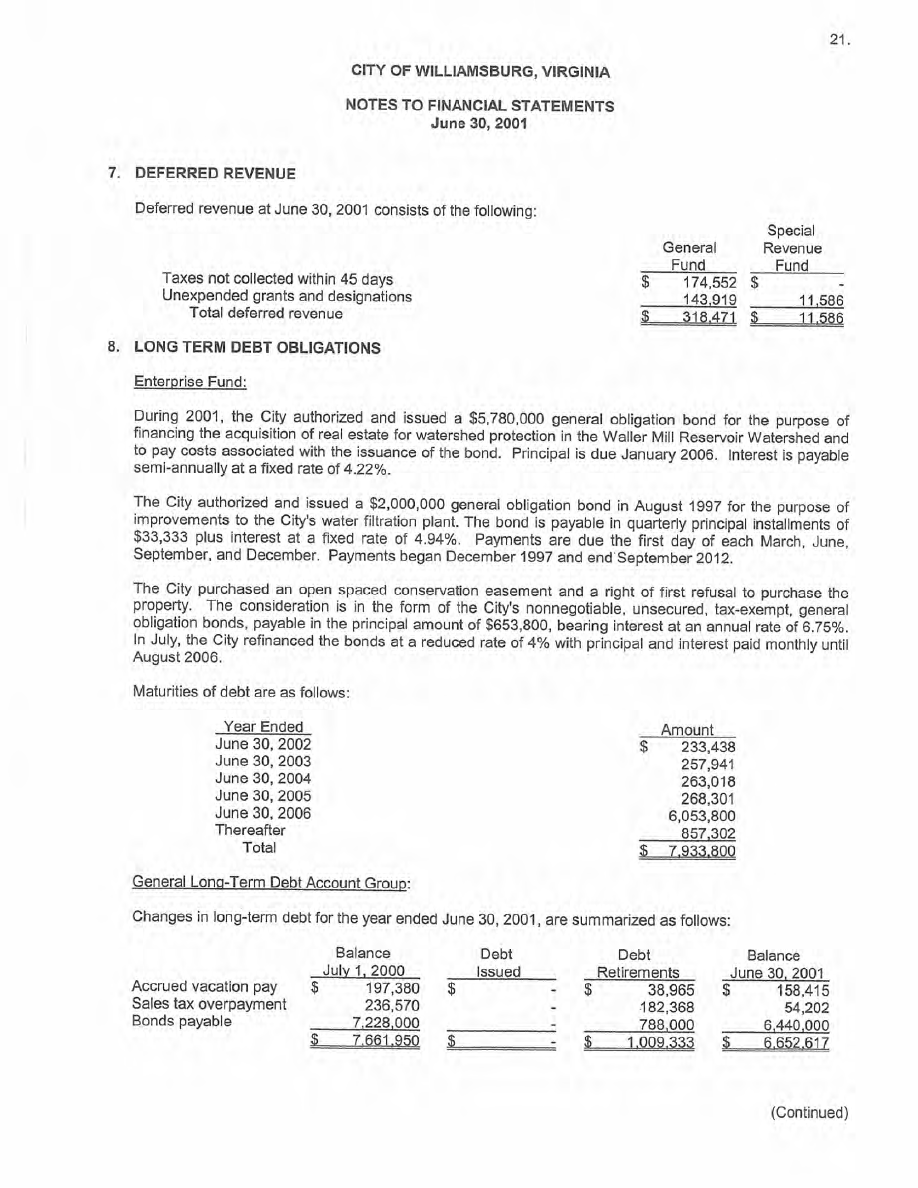 21.
CITY OF WILLIAMSBURG, VIRGINIA
NOTES TO FINANCIAL STATEMENTS
June 30, 2001
7. DEFERRED REVENUE
Deferred revenue at June 30, 2001 consists of the following:
Special
General Revenue
Fund Fund
Taxes not collected within 45 days $ 174,552 $ -
Unexpended grants and designations 143,919 11,586
Total deferred revenue $ 318,471 $ 11,586
8. LONG TERM DEBT OBLIGATIONS
Enterprise Fund:
During 2001, the City authorized and issued a $5,780,000 general obligation bond for the purpose of
financing the acquisition of real estate for watershed protection in the Waller Mill Reservoir Watershed and
to pay costs associated with the issuance of the bond. Principal is due January 2006. Interest is payable
semi-annually at a fixed rate of 4.22%.
The City authorized and issued a $2,000,000 general obligation bond in August 1997 for the purpose of
improvements to the City's water filtration plant. The bond is payable in quarterly principal installments of
$33,333 plus interest at a fixed rate of 4.94%. Payments are due the first day of each March, June,
September, and December. Payments began December 1997 and end September 2012.
The City purchased an open spaced conservation easement and a right of first refusal to purchase the
property. The consideration is in the form of the City's nonnegotiable, unsecured, tax-exempt, general
obligation bonds, payable in the principal amount of $653,800, bearing interest at an annual rate of 6.75%.
In July, the City refinanced the bonds at a reduced rate of 4% with principal and interest paid monthly until
August 2006.
Maturities of debt are as follows:
Year Ended Amount
June 30, 2002 $ 233,438
June 30, 2003 257,941
June 30, 2004 263,018
June 30, 2005 268,301
June 30, 2006 6,053,800
Thereafter 857,302
Total $ 7,933,800
General Long-Term Debt Account Group:
Changes in long-term debt for the year ended June 30, 2001, are summarized as follows:
Balance Debt Debt Balance
July 1, 2000 Issued Retirements June 30, 2001
Accrued vacation pay $ 197,380 $ - $ 38,965 $ 158,415
Sales tax overpayment 236,570 - 182,368 54,202
Bonds payable 7,228,000 - 788,000 6,440,000
$ 7,661,950 $ - $ 1,009,333 $ 6,652,617
(Continued)